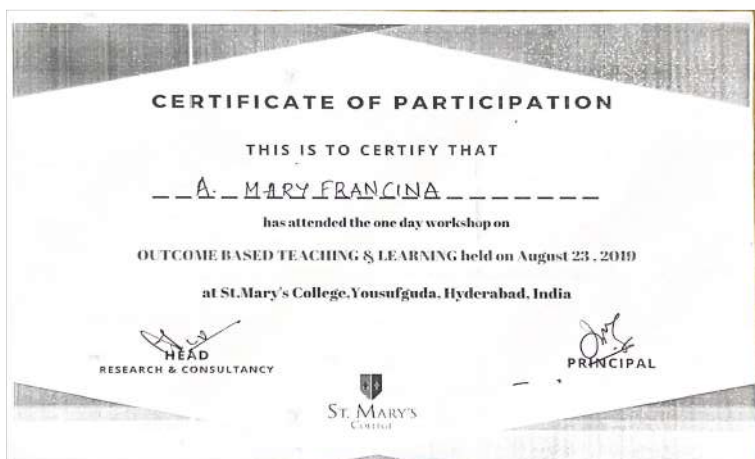 CERTIFICATE OF PARTICIPATION
THIS IS TO CERTIFY THAT
A. MARY FRANCINA
has attended the one day workshop on
OUTCOME BASED TEACHING & LEARNING held on August 23 , 2019
at St.Mary's College,Yousufguda, Hyderabad, India
HEAD
RESEARCH & CONSULTANCY
PRINCIPAL
ST. MARY'S
COLLEGE